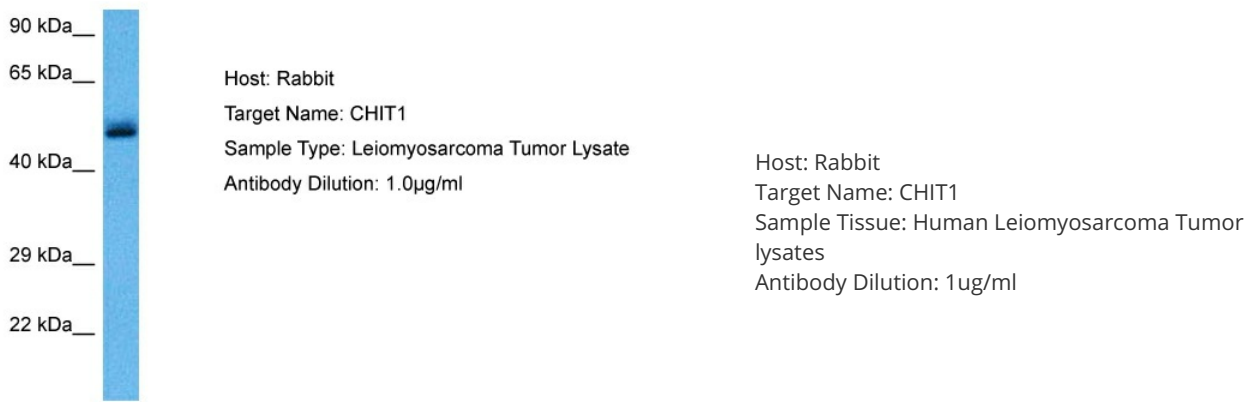 90 kDa__
65 kDa__
40 kDa__
29 kDa__
22 kDa__
Host: Rabbit
Target Name: CHIT1
Sample Type: Leiomyosarcoma Tumor Lysate
Antibody Dilution: 1.0μg/ml
Host: Rabbit
Target Name: CHIT1
Sample Tissue: Human Leiomyosarcoma Tumor
lysates
Antibody Dilution: 1ug/ml